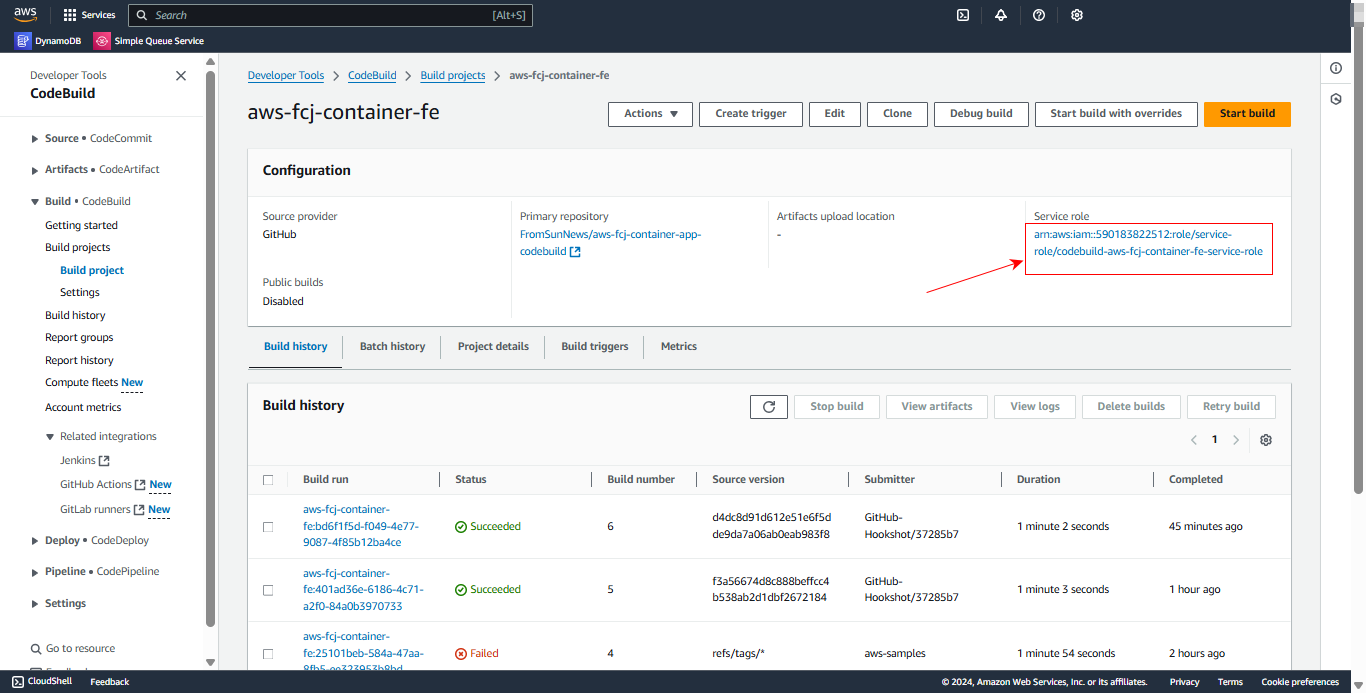 aws
Services
Search
[Alt+S]
DynamoDB
Simple Queue Service
Developer Tools
CodeBuild
Source • CodeCommit
Artifacts • CodeArtifact
Build • CodeBuild
Getting started
Build projects
Build project
Settings
Build history
Report groups
Report history
Compute fleets New
Account metrics
Related integrations
Jenkins
GitHub Actions New
GitLab runners New
Deploy • CodeDeploy
Pipeline • CodePipeline
Settings
Go to resource
Developer Tools
CodeBuild
Build projects
aws-fcj-container-fe
aws-fcj-container-fe
Actions
Create trigger
Edit
Clone
Debug build
Start build with overrides
Start build
Configuration
Source provider
GitHub
Primary repository
FromSunNews/aws-fcj-container-app-
codebuild
Artifacts upload location
-
Service role
arn:aws:iam::590183822512:role/service-
role/codebuild-aws-fcj-container-fe-service-role
Public builds
Disabled
Build history
Batch history
Project details
Build triggers
Metrics
Build history
Stop build
View artifacts
View logs
Delete builds
Retry build
1
Build run
Status
Build number
Source version
Submitter
Duration
Completed
aws-fcj-container-
fe:bd6f1f5d-f049-4e77-
9087-4f85b12ba4ce
Succeeded
6
d4dc8d91d612e51e6f5d
de9da7a06ab0eab983f8
GitHub-
Hookshot/37285b7
1 minute 2 seconds
45 minutes ago
aws-fcj-container-
fe:401ad36e-6186-4c71-
a2f0-84a0b3970733
Succeeded
5
f3a56674d8c888beffcc4
b538ab2d1dbf2672184
GitHub-
Hookshot/37285b7
1 minute 3 seconds
1 hour ago
aws-fcj-container-
fe:25101beb-584a-47aa-
Failed
4
refs/tags/*
aws-samples
1 minute 54 seconds
2 hours ago
CloudShell
Feedback
© 2024, Amazon Web Services, Inc. or its affiliates.
Privacy
Terms
Cookie preferences